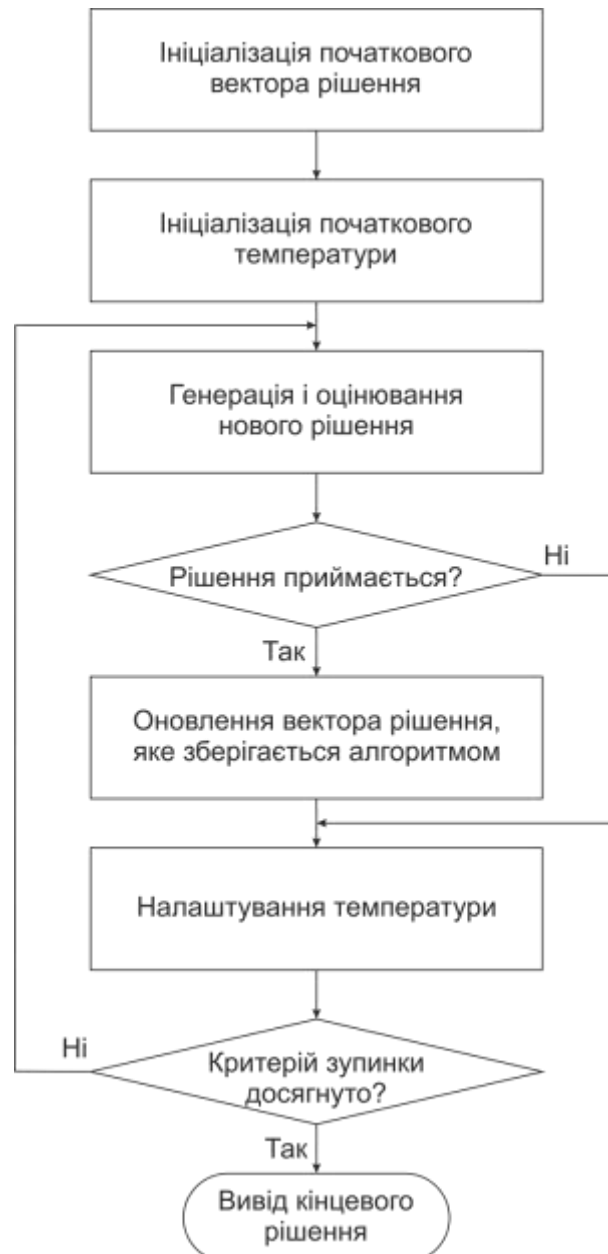 Ініціалізація початкового
вектора рішення
Ініціалізація початкового
температури
Генерація і оцінювання
нового рішення
Рішення приймається?
Ні
Так
Оновлення вектора рішення,
яке зберігається алгоритмом
Налаштування температури
Ні
Критерій зупинки
досягнуто?
Так
Вивід кінцевого
рішення